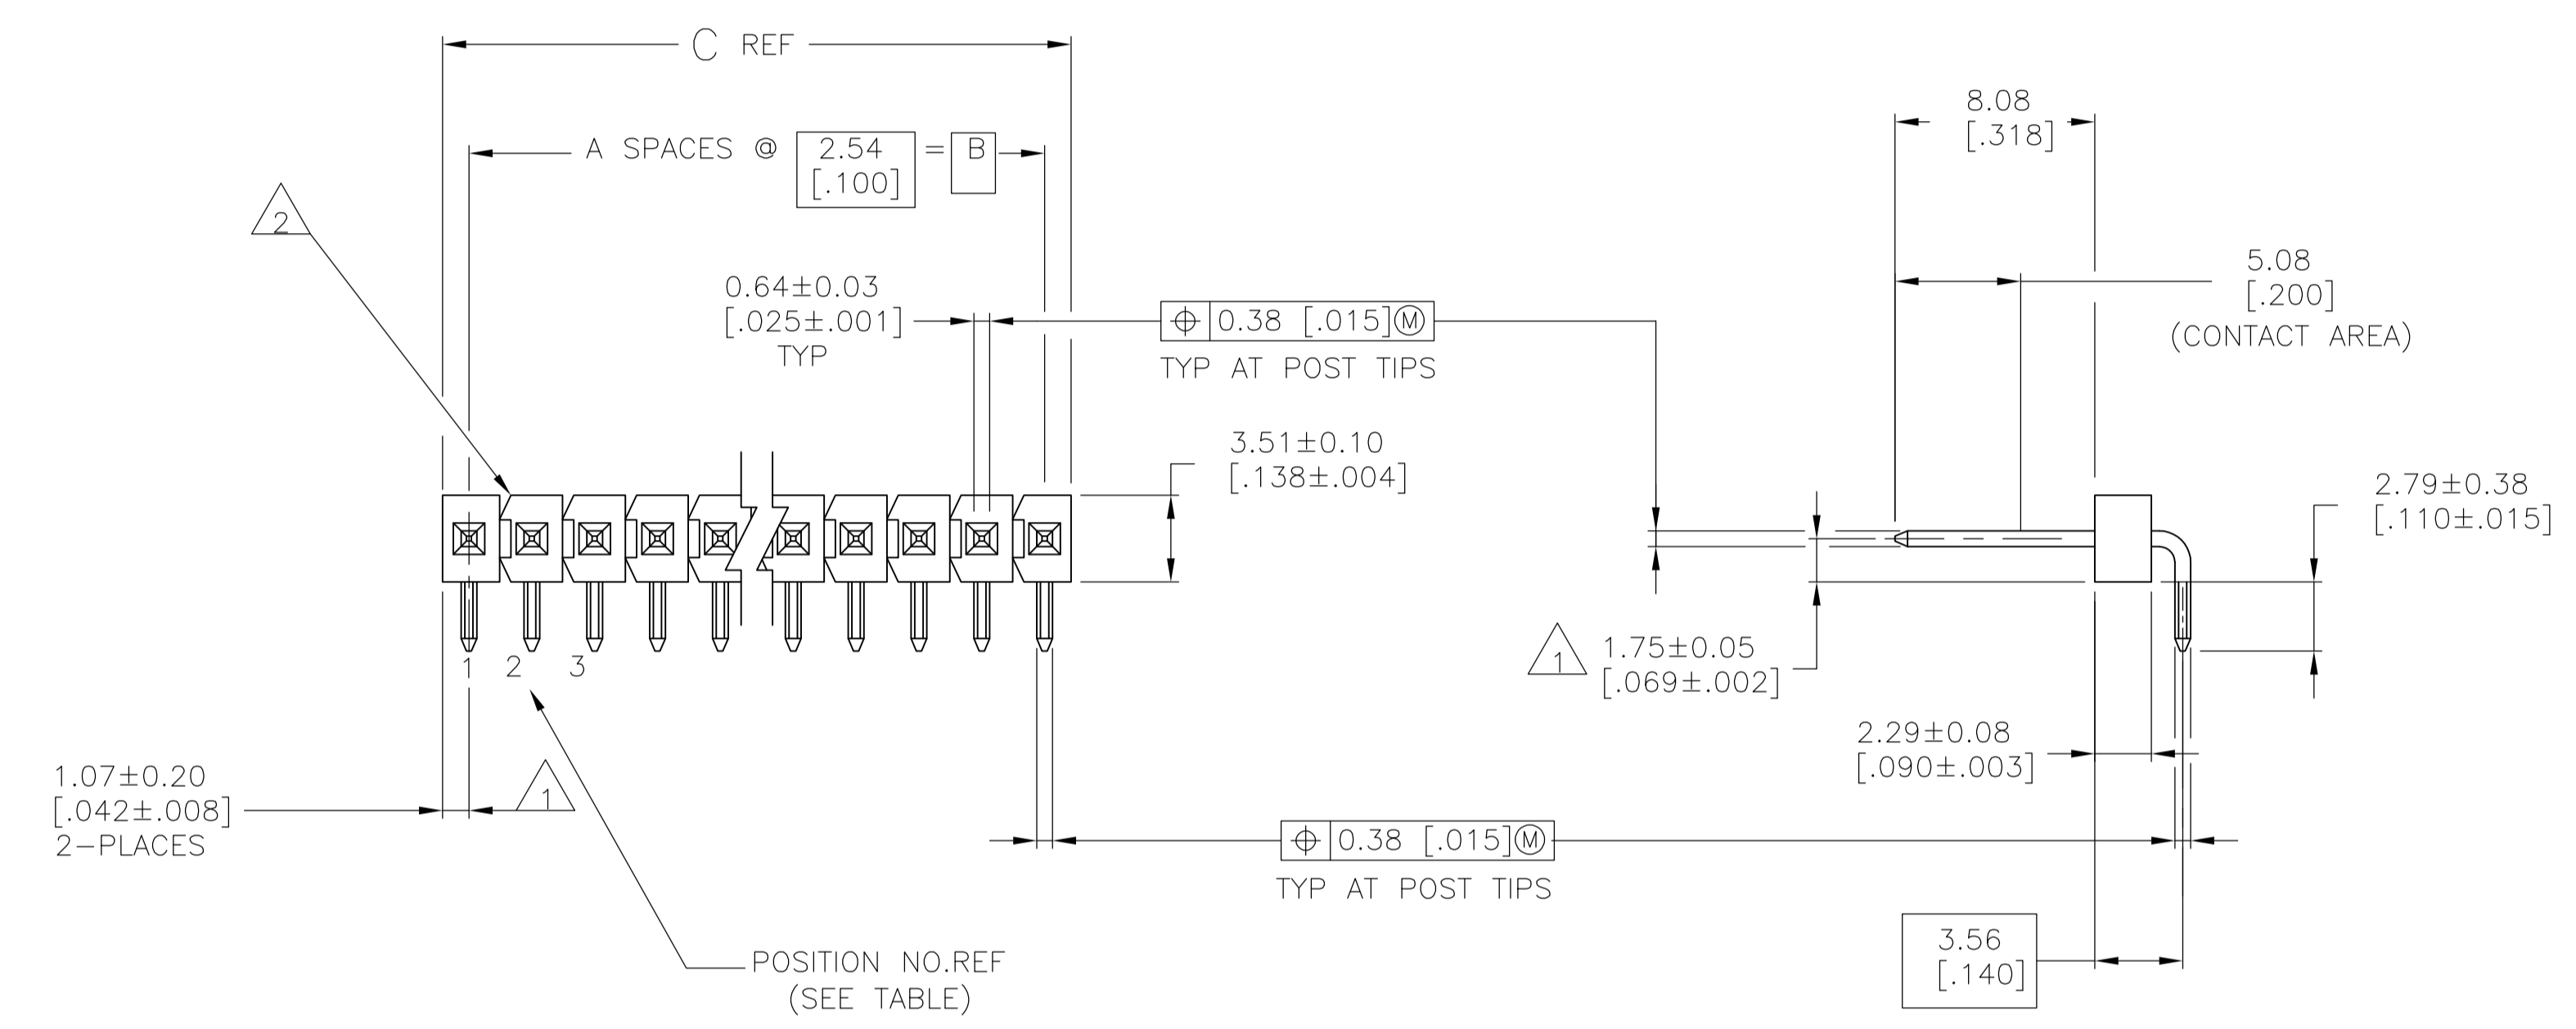 C REF
A SPACES @ 2.54 = B
[.100]
2
0.64±0.03
[.025±.001]
TYP
⌖ 0.38 [.015]Ⓜ
TYP AT POST TIPS
3.51±0.10
[.138±.004]
1 2 3
1.07±0.20
[.042±.008]
2-PLACES
1
POSITION NO.REF
(SEE TABLE)
⌖ 0.38 [.015]Ⓜ
TYP AT POST TIPS
8.08
[.318]
5.08
[.200]
(CONTACT AREA)
2.79±0.38
[.110±.015]
1
1.75±0.05
[.069±.002]
2.29±0.08
[.090±.003]
3.56
[.140]